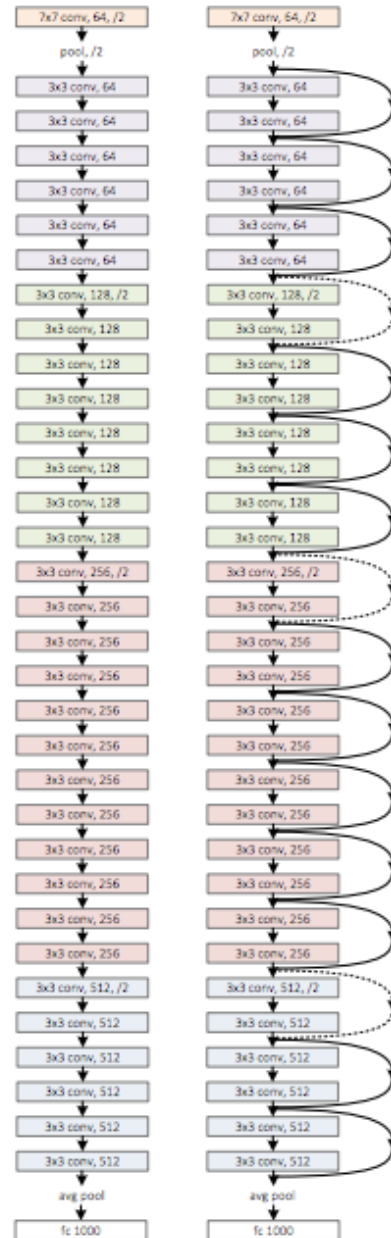 7x7 conv, 64, /2
pool, /2
3x3 conv, 64
3x3 conv, 64
3x3 conv, 64
3x3 conv, 64
3x3 conv, 64
3x3 conv, 64
3x3 conv, 128, /2
3x3 conv, 128
3x3 conv, 128
3x3 conv, 128
3x3 conv, 128
3x3 conv, 128
3x3 conv, 128
3x3 conv, 128
3x3 conv, 256, /2
3x3 conv, 256
3x3 conv, 256
3x3 conv, 256
3x3 conv, 256
3x3 conv, 256
3x3 conv, 256
3x3 conv, 256
3x3 conv, 256
3x3 conv, 256
3x3 conv, 256
3x3 conv, 256
3x3 conv, 512, /2
3x3 conv, 512
3x3 conv, 512
3x3 conv, 512
3x3 conv, 512
3x3 conv, 512
avg pool
fc 1000
7x7 conv, 64, /2
pool, /2
3x3 conv, 64
3x3 conv, 64
3x3 conv, 64
3x3 conv, 64
3x3 conv, 64
3x3 conv, 64
3x3 conv, 128, /2
3x3 conv, 128
3x3 conv, 128
3x3 conv, 128
3x3 conv, 128
3x3 conv, 128
3x3 conv, 128
3x3 conv, 128
3x3 conv, 256, /2
3x3 conv, 256
3x3 conv, 256
3x3 conv, 256
3x3 conv, 256
3x3 conv, 256
3x3 conv, 256
3x3 conv, 256
3x3 conv, 256
3x3 conv, 256
3x3 conv, 256
3x3 conv, 256
3x3 conv, 512, /2
3x3 conv, 512
3x3 conv, 512
3x3 conv, 512
3x3 conv, 512
3x3 conv, 512
avg pool
fc 1000